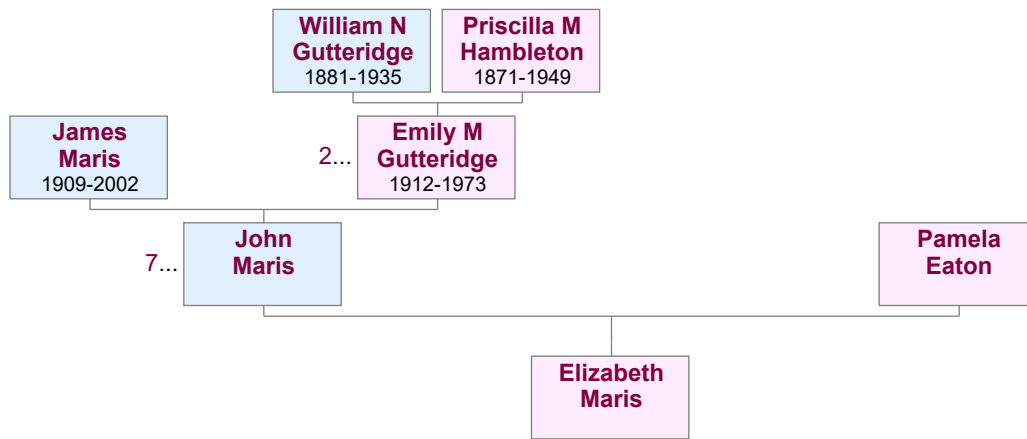 William N
Gutteridge
1881-1935
Priscilla M
Hambleton
1871-1949
James
Maris
1909-2002
2...
Emily M
Gutteridge
1912-1973
7...
John
Maris
Pamela
Eaton
Elizabeth
Maris